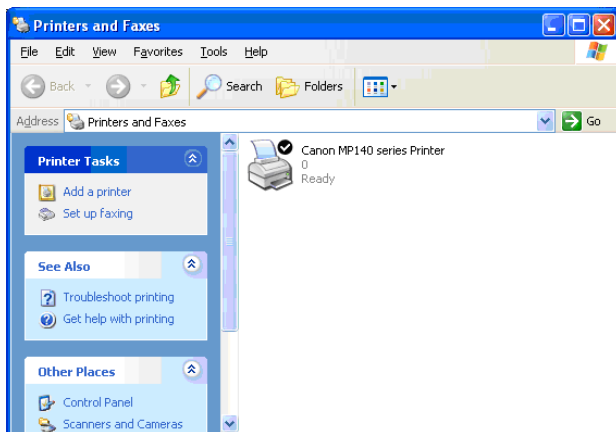 Printers and Faxes
File Edit View Favorites Tools Help
Back Search Folders
Address Printers and Faxes Go
Printer Tasks
Add a printer
Set up faxing
See Also
Troubleshoot printing
Get help with printing
Other Places
Control Panel
Scanners and Cameras
Canon MP140 series Printer
0
Ready